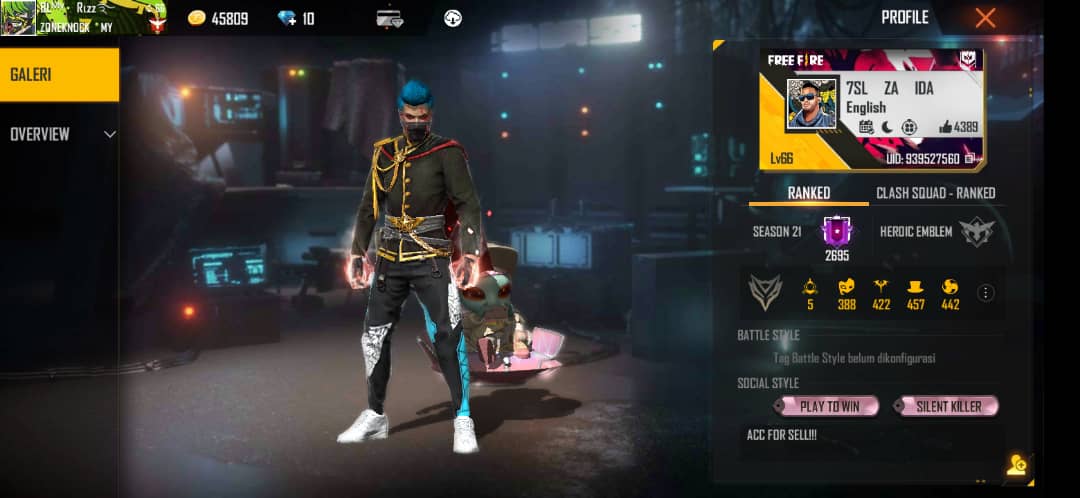 Rizz
ZONEKNOCK * MY
45809
10
PROFILE
GALERI
OVERVIEW
FREE FIRE
7SL ZA IDA
English
4389
Lv66
UID: 939527560
RANKED
CLASH SQUAD - RANKED
SEASON 21
2695
HEROIC EMBLEM
5
388
422
457
442
BATTLE STYLE
Tag Battle Style belum dikonfigurasi
SOCIAL STYLE
PLAY TO WIN
SILENT KILLER
ACC FOR SELL!!!